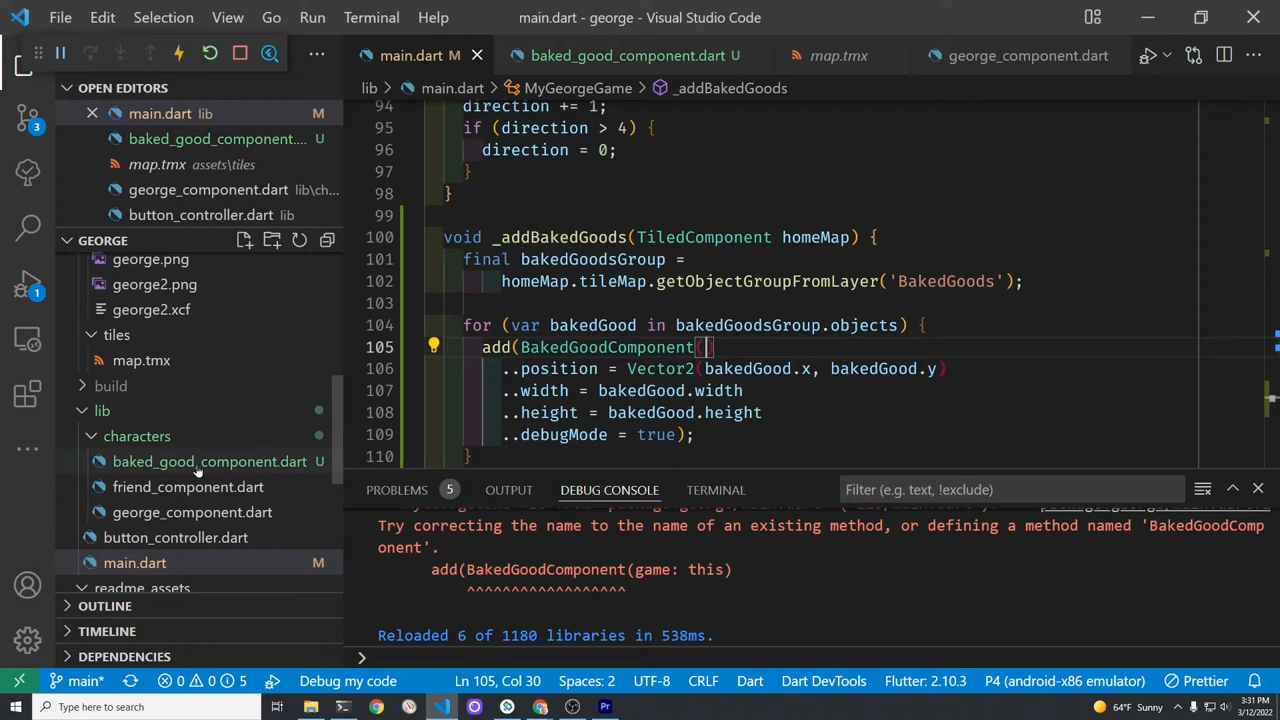 File Edit Selection View Go Run Terminal Help
main.dart - george - Visual Studio Code
main.dart M
baked_good_component.dart U
map.tmx
george_component.dart
OPEN EDITORS
lib > main.dart > MyGeorgeGame > _addBakedGoods
main.dart lib M
baked_good_component.... U
map.tmx assets\tiles
george_component.dart lib\ch...
button_controller.dart lib
GEORGE
george.png
george2.png
george2.xcf
tiles
map.tmx
build
lib
characters
baked_good_component.dart U
friend_component.dart
george_component.dart
button_controller.dart
main.dart M
readme_assets
OUTLINE
TIMELINE
DEPENDENCIES
3
1
94 direction += 1;
95 if (direction > 4) {
96 direction = 0;
97 }
98 }
99
100 void _addBakedGoods(TiledComponent homeMap) {
101 final bakedGoodsGroup =
102 homeMap.tileMap.getObjectGroupFromLayer('BakedGoods');
103
104 for (var bakedGood in bakedGoodsGroup.objects) {
105 add(BakedGoodComponent()
106 ..position = Vector2(bakedGood.x, bakedGood.y)
107 ..width = bakedGood.width
108 ..height = bakedGood.height
109 ..debugMode = true);
110 }
PROBLEMS 5 OUTPUT DEBUG CONSOLE TERMINAL
Filter (e.g. text, !exclude)
Try correcting the name to the name of an existing method, or defining a method named 'BakedGoodComp
onent'.
add(BakedGoodComponent(game: this)
^^^^^^^^^^^^^^^^^^
Reloaded 6 of 1180 libraries in 538ms.
>
main* 0 0 5 Debug my code
Ln 105, Col 30 Spaces: 2 UTF-8 CRLF Dart Dart DevTools Flutter: 2.10.3 P4 (android-x86 emulator) Prettier
Type here to search
64°F Sunny
3:31 PM
3/12/2022